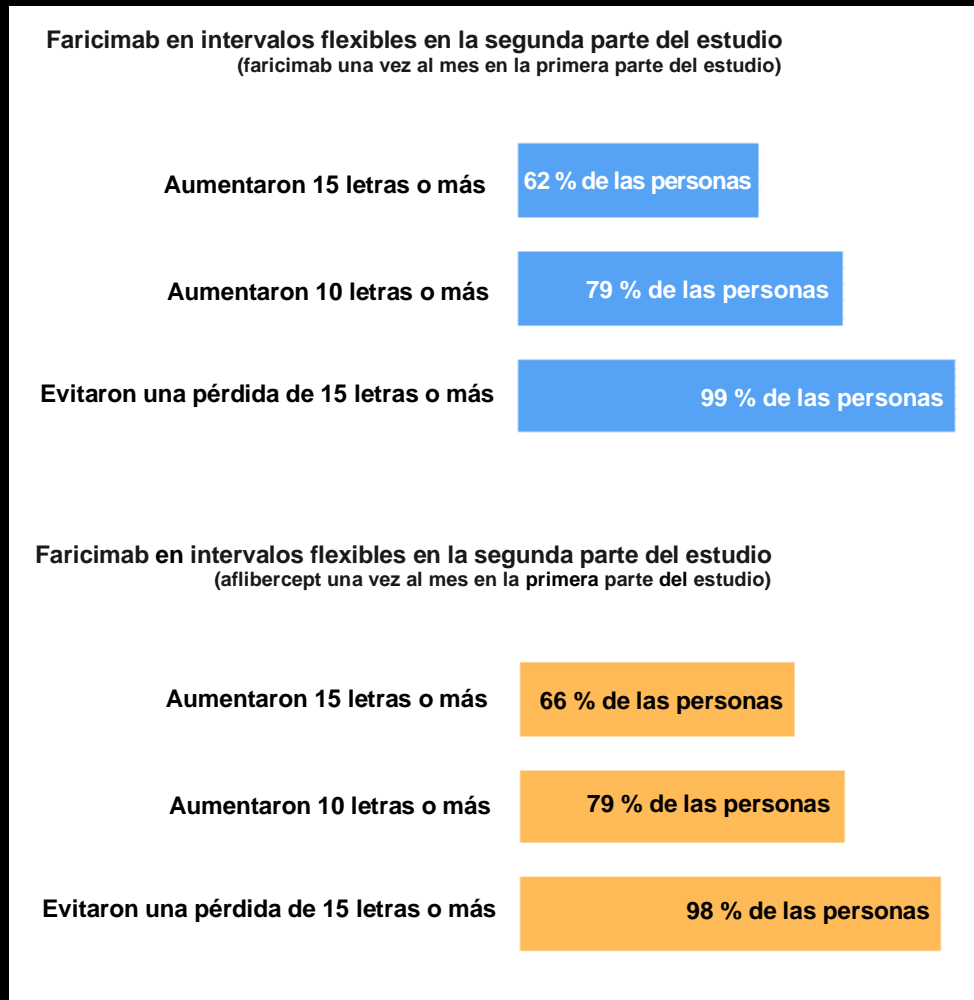 Faricimab en intervalos flexibles en la segunda parte del estudio
(faricimab una vez al mes en la primera parte del estudio)
Aumentaron 15 letras o más
62 % de las personas
Aumentaron 10 letras o más
79 % de las personas
Evitaron una pérdida de 15 letras o más
99 % de las personas
Faricimab en intervalos flexibles en la segunda parte del estudio
(aflibercept una vez al mes en la primera parte del estudio)
Aumentaron 15 letras o más
66 % de las personas
Aumentaron 10 letras o más
79 % de las personas
Evitaron una pérdida de 15 letras o más
98 % de las personas